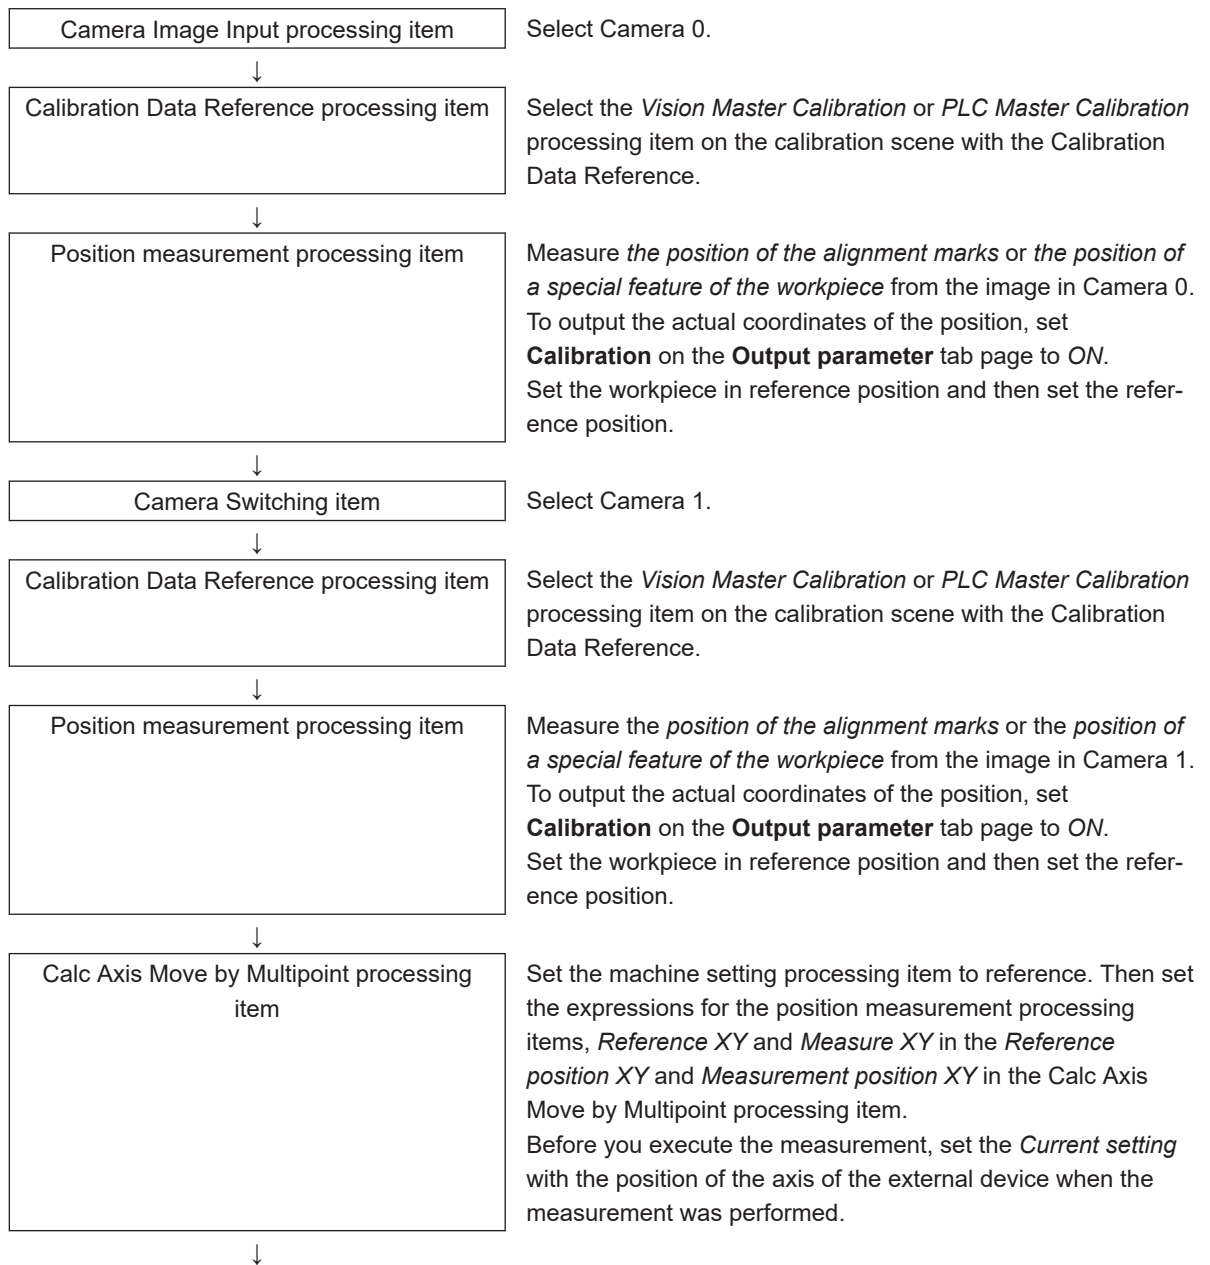 Camera Image Input processing item
Select Camera 0.
↓
Calibration Data Reference processing item
Select the Vision Master Calibration or PLC Master Calibration
processing item on the calibration scene with the Calibration
Data Reference.
↓
Position measurement processing item
Measure the position of the alignment marks or the position of
a special feature of the workpiece from the image in Camera 0.
To output the actual coordinates of the position, set
Calibration on the Output parameter tab page to ON.
Set the workpiece in reference position and then set the refer-
ence position.
↓
Camera Switching item
Select Camera 1.
↓
Calibration Data Reference processing item
Select the Vision Master Calibration or PLC Master Calibration
processing item on the calibration scene with the Calibration
Data Reference.
↓
Position measurement processing item
Measure the position of the alignment marks or the position of
a special feature of the workpiece from the image in Camera 1.
To output the actual coordinates of the position, set
Calibration on the Output parameter tab page to ON.
Set the workpiece in reference position and then set the refer-
ence position.
↓
Calc Axis Move by Multipoint processing
item
Set the machine setting processing item to reference. Then set
the expressions for the position measurement processing
items, Reference XY and Measure XY in the Reference
position XY and Measurement position XY in the Calc Axis
Move by Multipoint processing item.
Before you execute the measurement, set the Current setting
with the position of the axis of the external device when the
measurement was performed.
↓